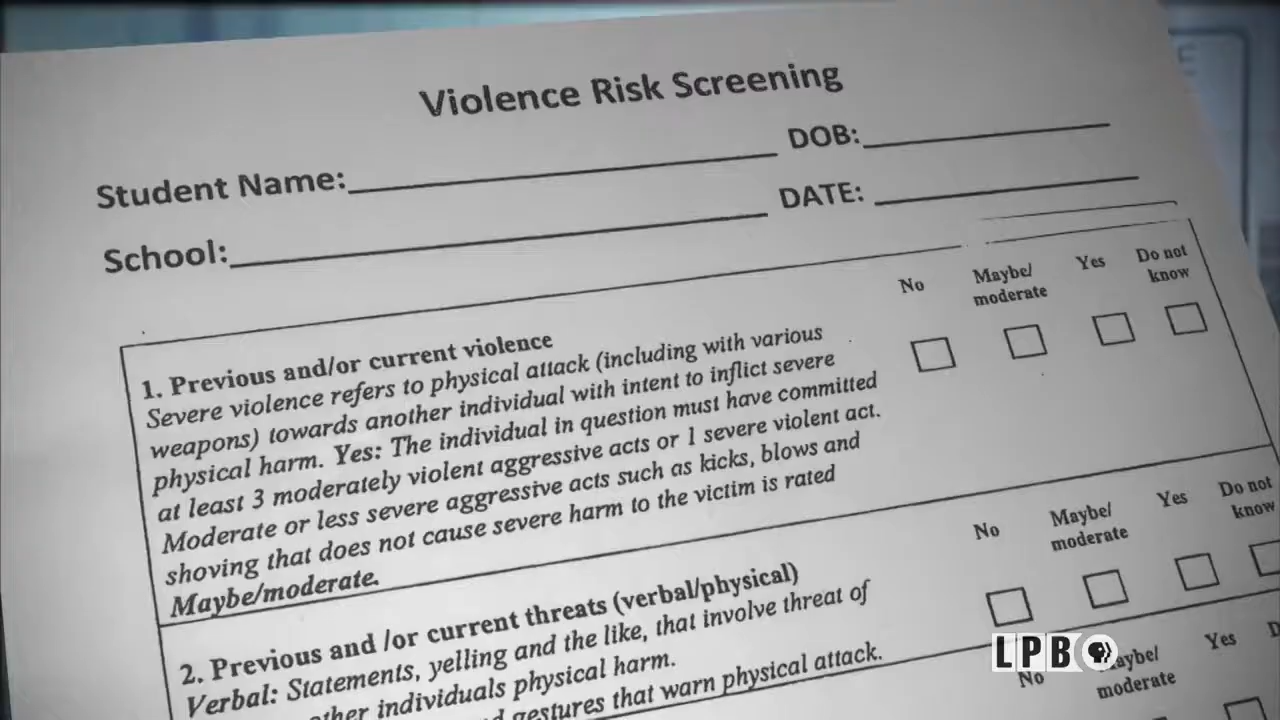 Violence Risk Screening
Student Name: DOB:
School: DATE:
No Maybe/ moderate Yes Do not know
1. Previous and/or current violence
Severe violence refers to physical attack (including with various
weapons) towards another individual with intent to inflict severe
physical harm. Yes: The individual in question must have committed
at least 3 moderately violent aggressive acts or 1 severe violent act.
Moderate or less severe aggressive acts such as kicks, blows and
shoving that does not cause severe harm to the victim is rated
Maybe/moderate.
No Maybe/ moderate Yes Do not know
2. Previous and /or current threats (verbal/physical)
Verbal: Statements, yelling and the like, that involve threat of
individuals physical harm.
gestures that warn physical attack.
No moderate Yes
LPB